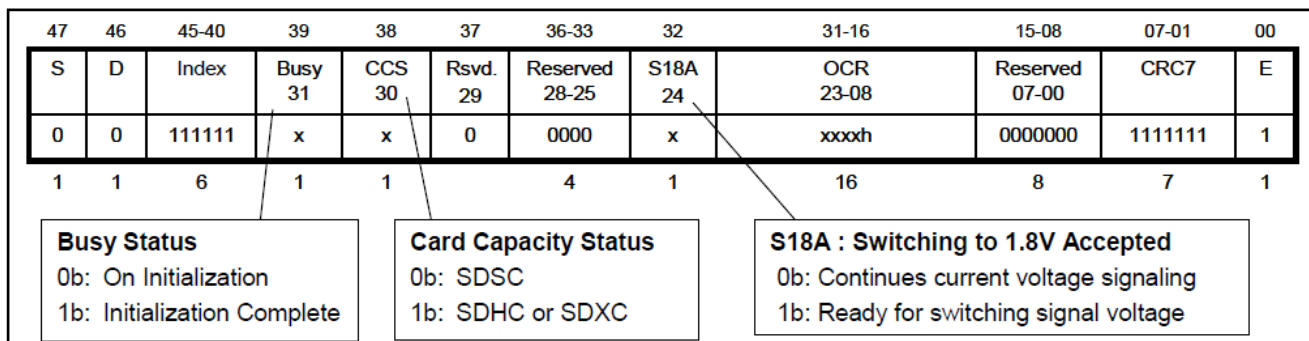 47 46 45-40 39 38 37 36-33 32 31-16 15-08 07-01 00
S D Index Busy CCS Rsvd. Reserved S18A OCR Reserved CRC7 E
31 30 29 28-25 24 23-08 07-00
0 0 111111 x x 0 0000 x xxxxh 0000000 1111111 1
1 1 6 1 1 4 1 16 8 7 1
Busy Status
0b: On Initialization
1b: Initialization Complete
Card Capacity Status
0b: SDSC
1b: SDHC or SDXC
S18A : Switching to 1.8V Accepted
0b: Continues current voltage signaling
1b: Ready for switching signal voltage